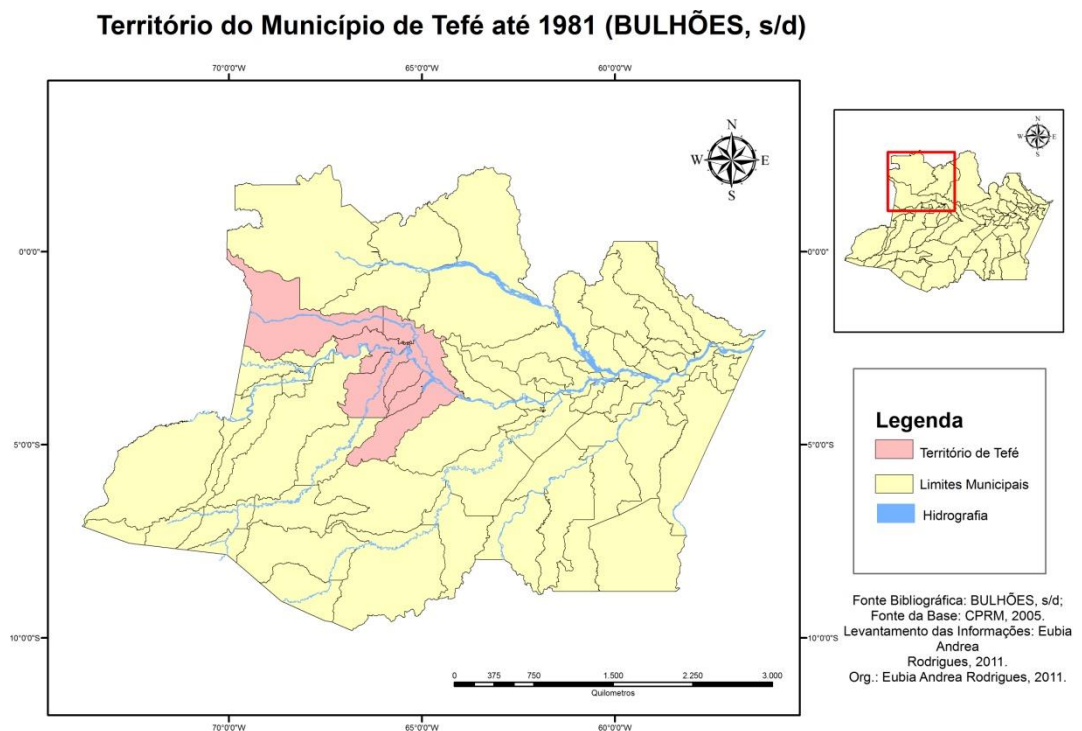 Território do Município de Tefé até 1981 (BULHÕES, s/d)
70°0'0"W 65°0'0"W 60°0'0"W
N
W E
S
N
W E
S
0°0'0" 0°0'0"
5°0'0"S 5°0'0"S
10°0'0"S 10°0'0"S
Legenda
Território de Tefé
Limites Municipais
Hidrografia
0 375 750 1.500 2.250 3.000
Quilometros
70°0'0"W 65°0'0"W 60°0'0"W
Fonte Bibliográfica: BULHÕES, s/d;
Fonte da Base: CPRM, 2005.
Levantamento das Informações: Eubia
Andrea
Rodrigues, 2011.
Org.: Eubia Andrea Rodrigues, 2011.